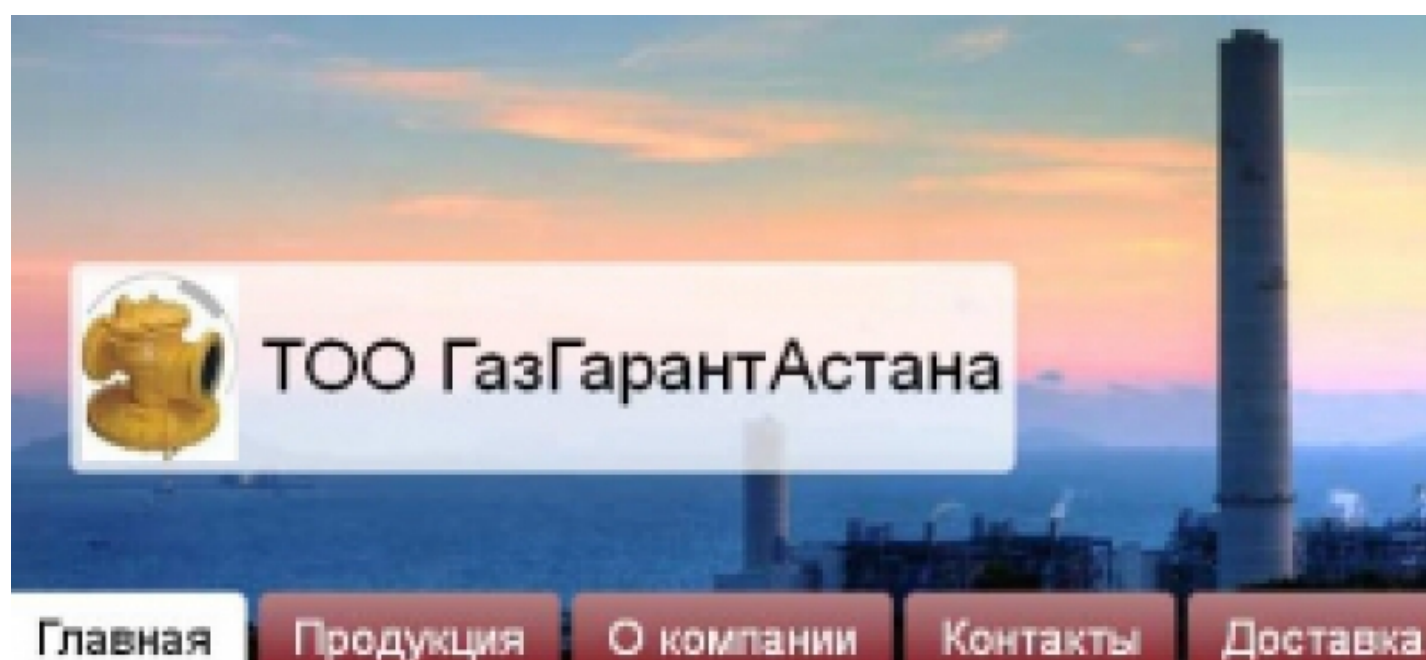 ТОО ГазГарантАстана
Главная Продукция О компании Контакты Доставка